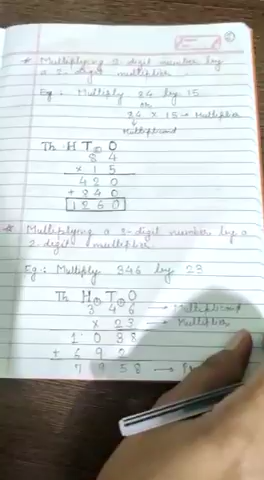 ②
* Multiplying 2-digit number by
a 2-digit multiplier.
Eg: Multiply 84 by 15
or
84 × 15 → Multiplier
↓
Multiplicand
Th H T O
8 4
× 1 5
4 2 0
+ 8 4 0
1 2 6 0
* Multiplying a 3-digit number by a
2-digit multiplier.
Eg: Multiply 346 by 23
Th H T O
3 4 6 → Multiplicand
× 2 3 → Multiplier
1 0 3 8
+ 6 9 2
7 9 5 8 →